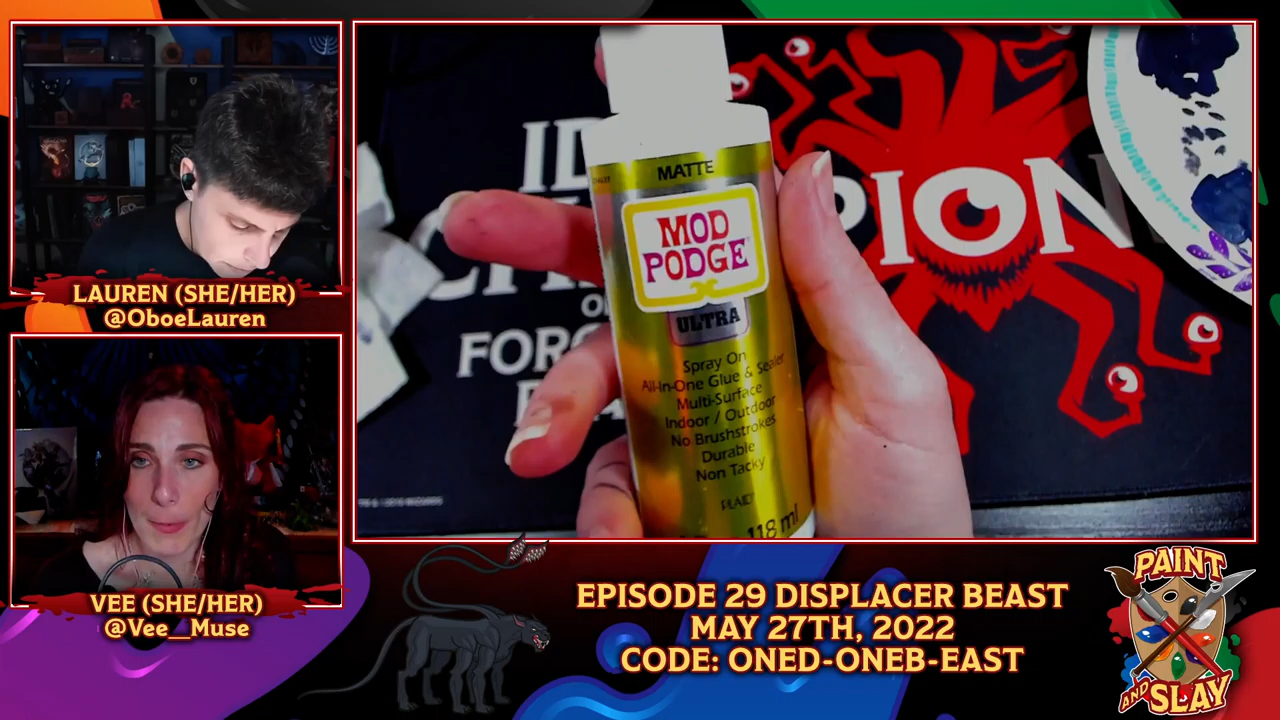 LAUREN (SHE/HER)
@OboeLauren
VEE (SHE/HER)
@Vee__Muse
MATTE
MOD
PODGE
ULTRA
Spray On
All-In-One Glue & Sealer
Multi-Surface
Indoor / Outdoor
No Brushstrokes
Durable
Non Tacky
PLAID
118 ml
PION
EPISODE 29 DISPLACER BEAST
MAY 27TH, 2022
CODE: ONED-ONEB-EAST
PAINT
AND SLAY